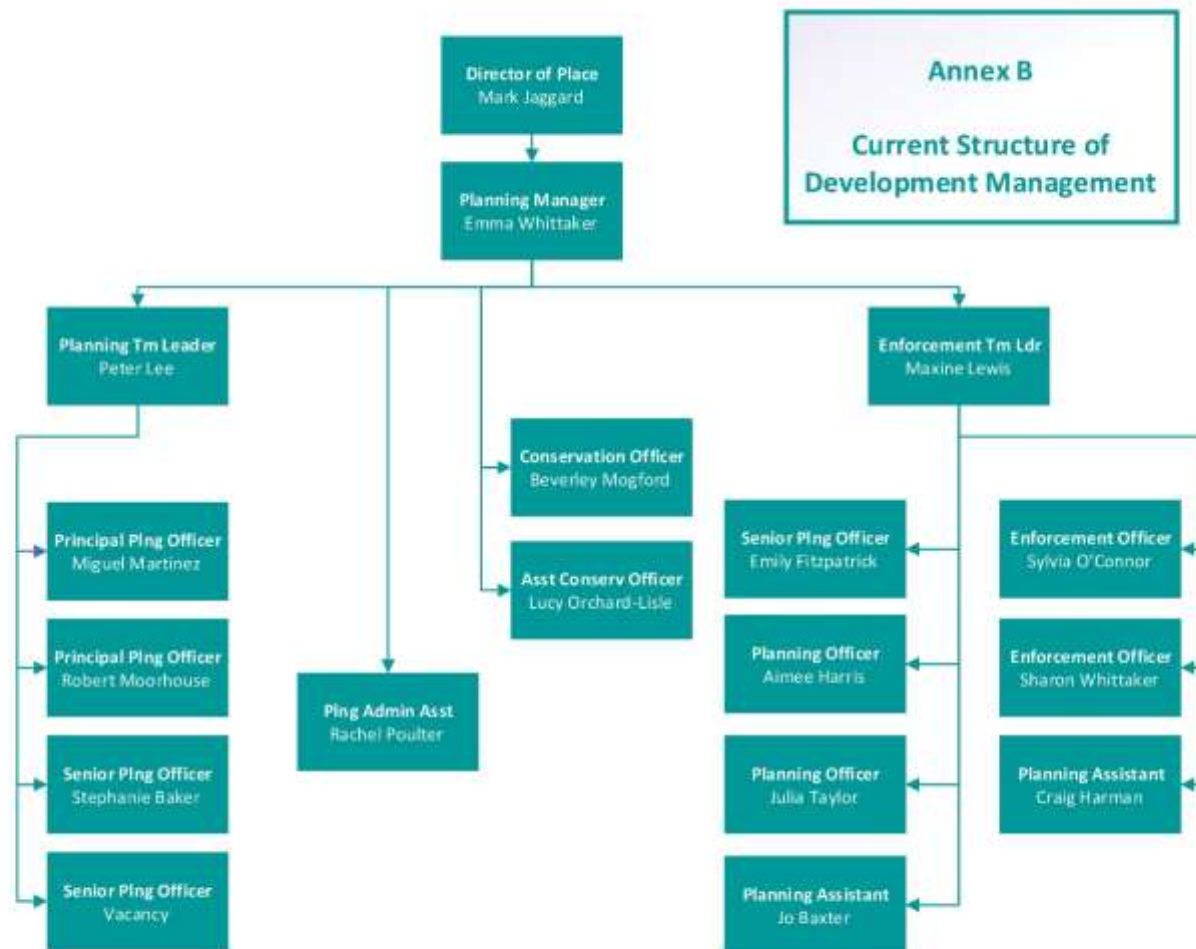 Annex B
Current Structure of
Development Management
Director of Place
Mark Jaggard
Planning Manager
Emma Whittaker
Planning Tm Leader
Peter Lee
Enforcement Tm Ldr
Maxine Lewis
Conservation Officer
Beverley Mogford
Asst Conserv Officer
Lucy Orchard-Lisle
Plng Admin Asst
Rachel Poulter
Principal Plng Officer
Miguel Martinez
Principal Plng Officer
Robert Moorhouse
Senior Plng Officer
Stephanie Baker
Senior Plng Officer
Vacancy
Senior Plng Officer
Emily Fitzpatrick
Planning Officer
Aimee Harris
Planning Officer
Julia Taylor
Planning Assistant
Jo Baxter
Enforcement Officer
Sylvia O'Connor
Enforcement Officer
Sharon Whittaker
Planning Assistant
Craig Harman